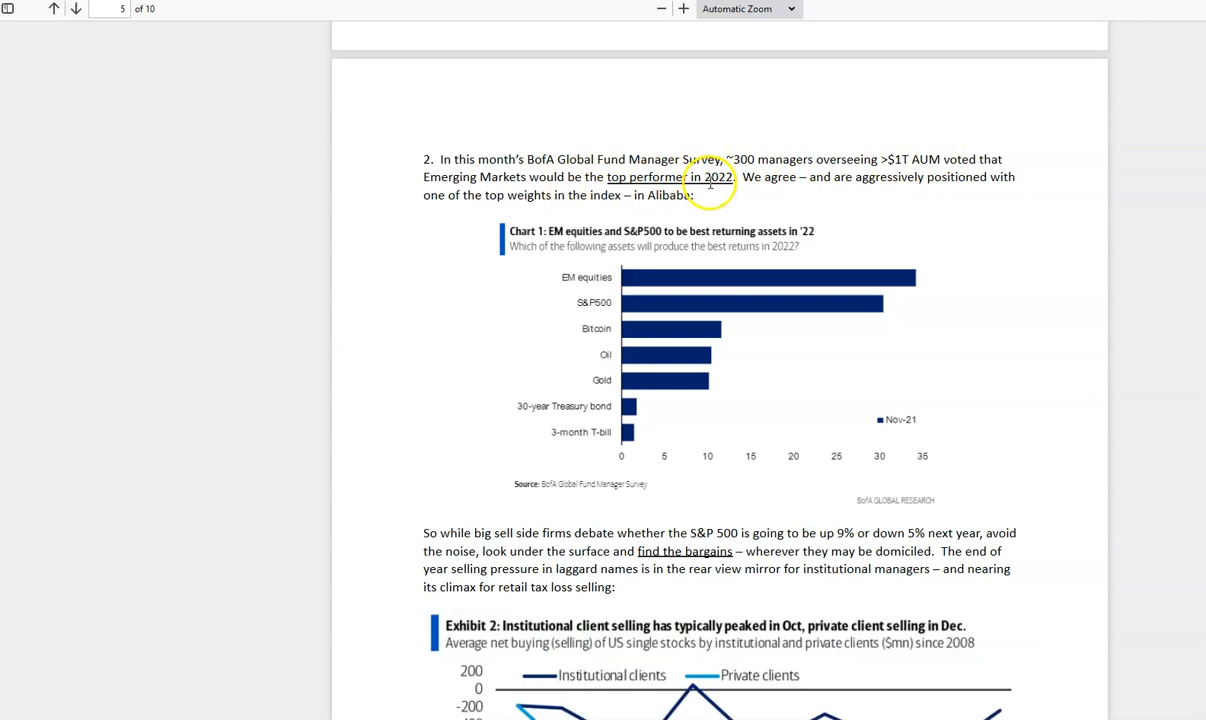 5 of 10
Automatic Zoom
2. In this month's BofA Global Fund Manager Survey, ~300 managers overseeing >$1T AUM voted that
Emerging Markets would be the top performer in 2022. We agree – and are aggressively positioned with
one of the top weights in the index – in Alibaba:
Chart 1: EM equities and S&P500 to be best returning assets in '22
Which of the following assets will produce the best returns in 2022?
EM equities
S&P500
Bitcoin
Oil
Gold
30-year Treasury bond
3-month T-bill
Nov-21
0 5 10 15 20 25 30 35
Source: BofA Global Fund Manager Survey
BofA GLOBAL RESEARCH
So while big sell side firms debate whether the S&P 500 is going to be up 9% or down 5% next year, avoid
the noise, look under the surface and find the bargains – wherever they may be domiciled. The end of
year selling pressure in laggard names is in the rear view mirror for institutional managers – and nearing
its climax for retail tax loss selling:
Exhibit 2: Institutional client selling has typically peaked in Oct, private client selling in Dec.
Average net buying (selling) of US single stocks by institutional and private clients ($mn) since 2008
200
Institutional clients Private clients
0
-200